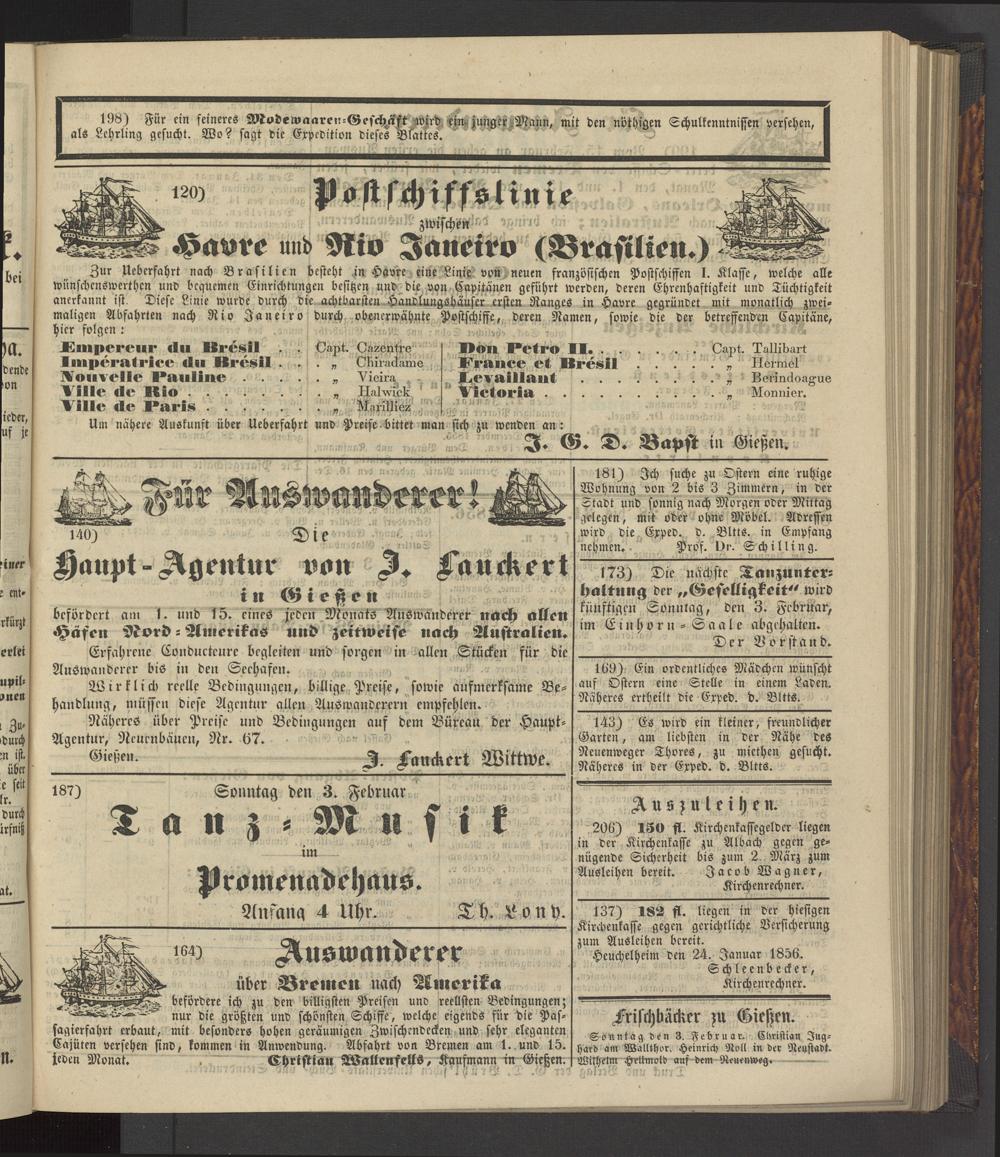 198) Für ein feineres Modewaaren-Geschäft wird ein junger Mann, mit den nöthigen Schulkenntnissen versehen,
als Lehrling gesucht. Wo? sagt die Expedition dieses Blattes.
120) Postschiffslinie
zwischen
Havre und Rio Janeiro (Brasilien.)
Zur Ueberfahrt nach Brasilien besteht in Havre eine Linie von neuen französischen Postschiffen I. Klasse, welche alle
wünschenswerthen und bequemen Einrichtungen besitzen und die von Capitänen geführt werden, deren Ehrenhaftigkeit und Tüchtigkeit
anerkannt ist. Diese Linie wurde durch die achtbarsten Handlungshäuser ersten Ranges in Havre gegründet mit monatlich zwei-
maligen Abfahrten nach Rio Janeiro durch obenerwähnte Postschiffe, deren Namen, sowie die der betreffenden Capitäne,
hier folgen:
Empereur du Brésil . . Capt. Cazentre
Impératrice du Brésil . . . „ Chiradame
Nouvelle Pauline . . . . . „ Vieira
Ville de Rio . . . . . . . „ Halwick
Ville de Paris . . . . . . . „ Marilliez
Don Petro II. . . . . . . Capt. Tallibart
France et Brésil . . . . . . „ Hermel
Levaillant . . . . . . . . „ Berindoague
Victoria . . . . . . . . . „ Monnier.
Um nähere Auskunft über Ueberfahrt und Preise bittet man sich zu wenden an:
J. G. D. Bapst in Gießen.
Für Auswanderer!
140) Die
Haupt-Agentur von J. Lauckert
in Gießen
befördert am 1. und 15. eines jeden Monats Auswanderer nach allen
Häfen Nord-Amerikas und zeitweise nach Australien.
Erfahrene Conducteure begleiten und sorgen in allen Stücken für die
Auswanderer bis in den Seehafen.
Wirklich reelle Bedingungen, billige Preise, sowie aufmerksame Be-
handlung, müssen diese Agentur allen Auswanderern empfehlen.
Näheres über Preise und Bedingungen auf dem Büreau der Haupt-
Agentur, Neuenbäuen, Nr. 67.
Gießen. J. Lauckert Wittwe.
187) Sonntag den 3. Februar
Tanz-Musik
im
Promenadehaus.
Anfang 4 Uhr. Th. Lony.
164) Auswanderer
über Bremen nach Amerika
befördere ich zu den billigsten Preisen und reellsten Bedingungen;
nur die größten und schönsten Schiffe, welche eigends für die Pas-
sagierfahrt erbaut, mit besonders hohen geräumigen Zwischendecken und sehr eleganten
Cajüten versehen sind, kommen in Anwendung. Abfahrt von Bremen am 1. und 15.
jeden Monat. Christian Wallenfels, Kaufmann in Gießen.
181) Ich suche zu Ostern eine ruhige
Wohnung von 2 bis 3 Zimmern, in der
Stadt und sonnig nach Morgen oder Mittag
gelegen, mit oder ohne Möbel. Adressen
wird die Exped. d. Bltts. in Empfang
nehmen. Prof. Dr. Schilling.
173) Die nächste Tanzunter-
haltung der „Geselligkeit“ wird
künftigen Sonntag, den 3. Februar,
im Einhorn-Saale abgehalten.
Der Vorstand.
169) Ein ordentliches Mädchen wünscht
auf Ostern eine Stelle in einem Laden.
Näheres ertheilt die Exped. d. Bltts.
143) Es wird ein kleiner, freundlicher
Garten, am liebsten in der Nähe des
Neuenweger Thores, zu miethen gesucht.
Näheres in der Exped. d. Bltts.
Auszuleihen.
206) 150 fl. Kirchenkassegelder liegen
in der Kirchenkasse zu Albach gegen ge-
nügende Sicherheit bis zum 2. März zum
Ausleihen bereit. Jacob Wagner,
Kirchenrechner.
137) 182 fl. liegen in der hiesigen
Kirchenkasse gegen gerichtliche Versicherung
zum Ausleihen bereit.
Heuchelheim den 24. Januar 1856.
Schleenbecker,
Kirchenrechner.
Frischbäcker zu Gießen.
Sonntag den 3. Februar. Christian Jug-
hard am Wallthor. Heinrich Noll in der Neustadt.
Wilhelm Hellmold auf dem Neuenweg.